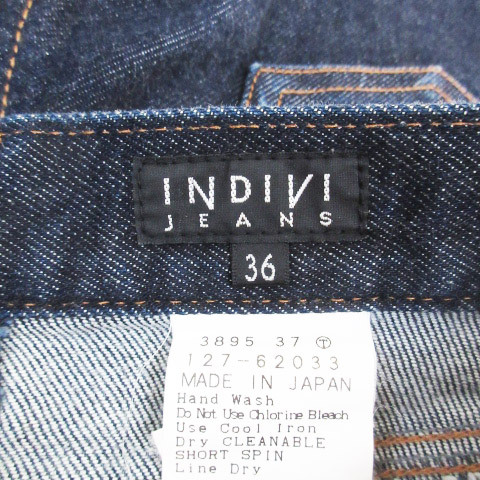 INDIVI
JEANS
36
3895 37 Ⓣ
127-62033
MADE IN JAPAN
Hand Wash
Do Not Use Chlorine Bleach
Use Cool Iron
Dry CLEANABLE
SHORT SPIN
Line Dry